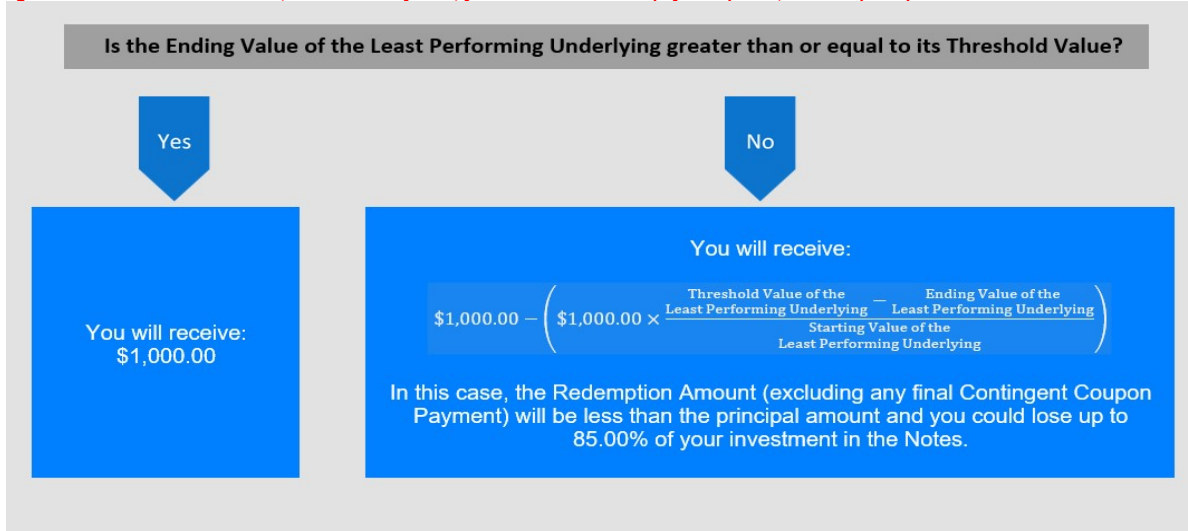 Is the Ending Value of the Least Performing Underlying greater than or equal to its Threshold Value?
Yes
No
You will receive:
$1,000.00
You will receive:
$1,000.00 − ( $1,000.00 × (Threshold Value of the Least Performing Underlying − Ending Value of the Least Performing Underlying) / Starting Value of the Least Performing Underlying )
In this case, the Redemption Amount (excluding any final Contingent Coupon
Payment) will be less than the principal amount and you could lose up to
85.00% of your investment in the Notes.